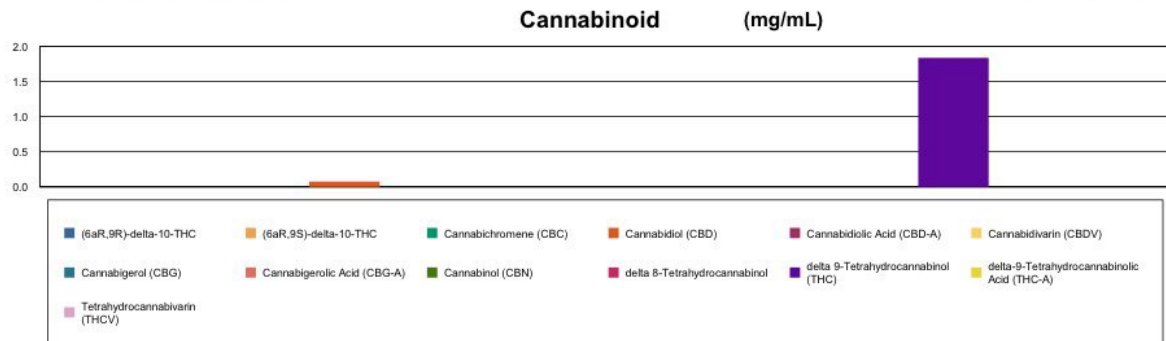 Cannabinoid (mg/mL)
2.0
1.5
1.0
0.5
0.0
(6aR,9R)-delta-10-THC (6aR,9S)-delta-10-THC Cannabichromene (CBC) Cannabidiol (CBD) Cannabidiolic Acid (CBD-A) Cannabidivarin (CBDV)
Cannabigerol (CBG) Cannabigerolic Acid (CBG-A) Cannabinol (CBN) delta 8-Tetrahydrocannabinol delta 9-Tetrahydrocannabinol (THC) delta-9-Tetrahydrocannabinolic Acid (THC-A)
Tetrahydrocannabivarin
(THCV)